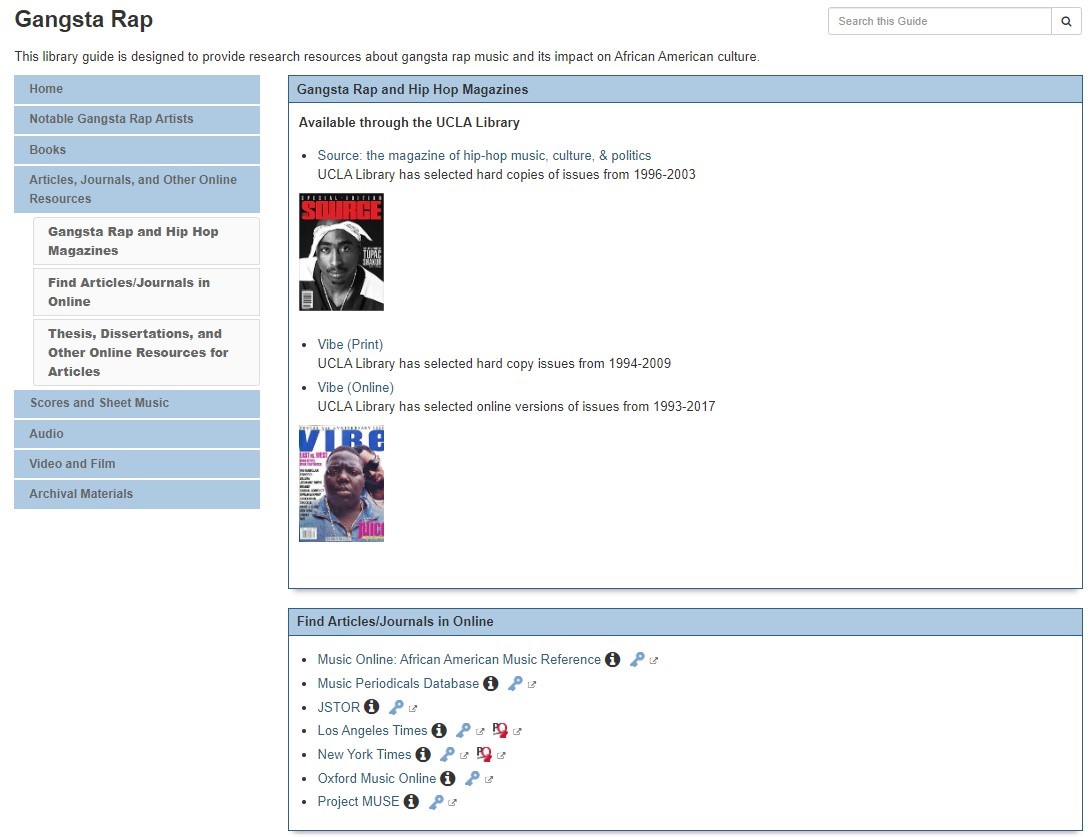 Gangsta Rap
Search this Guide
This library guide is designed to provide research resources about gangsta rap music and its impact on African American culture.
Home
Notable Gangsta Rap Artists
Books
Articles, Journals, and Other Online
Resources
Gangsta Rap and Hip Hop
Magazines
Find Articles/Journals in
Online
Thesis, Dissertations, and
Other Online Resources for
Articles
Scores and Sheet Music
Audio
Video and Film
Archival Materials
Gangsta Rap and Hip Hop Magazines
Available through the UCLA Library
Source: the magazine of hip-hop music, culture, & politics
UCLA Library has selected hard copies of issues from 1996-2003
SPECIAL EDITION
SOURCE
TUPAC
SHAKUR
Vibe (Print)
UCLA Library has selected hard copy issues from 1994-2009
Vibe (Online)
UCLA Library has selected online versions of issues from 1993-2017
VIBE
EAST vs. WEST
Find Articles/Journals in Online
Music Online: African American Music Reference
Music Periodicals Database
JSTOR
Los Angeles Times
New York Times
Oxford Music Online
Project MUSE